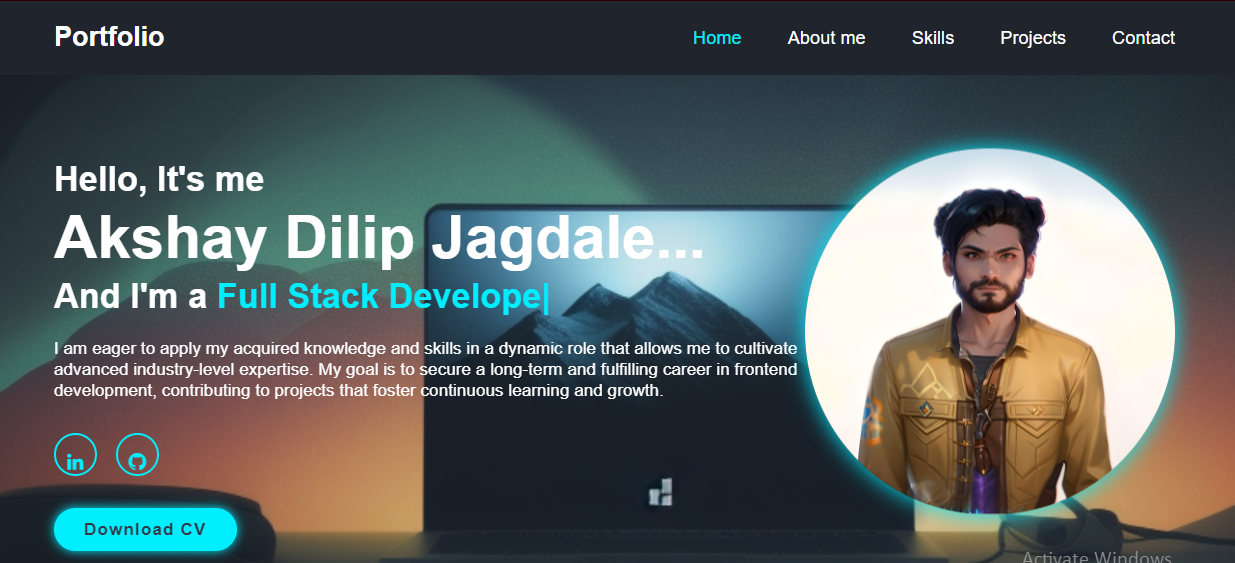 Portfolio
Home
About me
Skills
Projects
Contact
Hello, It's me
Akshay Dilip Jagdale...
And I'm a Full Stack Develope|
I am eager to apply my acquired knowledge and skills in a dynamic role that allows me to cultivate
advanced industry-level expertise. My goal is to secure a long-term and fulfilling career in frontend
development, contributing to projects that foster continuous learning and growth.
in
Download CV
Activate Windows